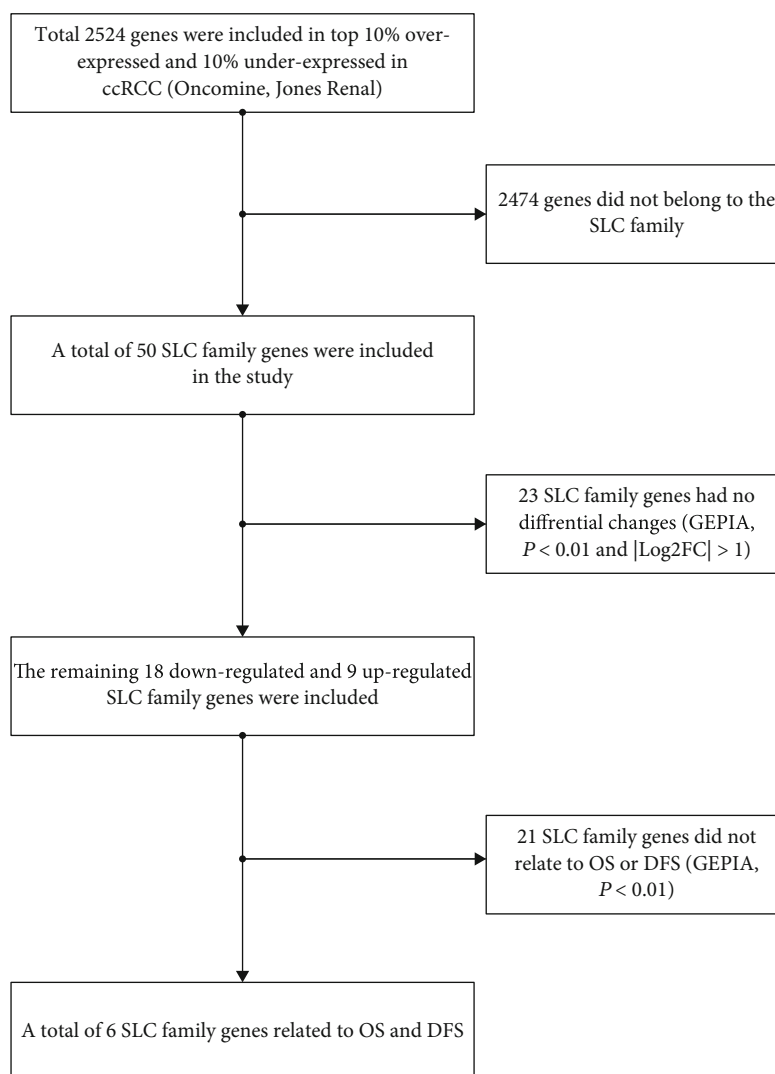 Total 2524 genes were included in top 10% over-
expressed and 10% under-expressed in
ccRCC (Oncomine, Jones Renal)
2474 genes did not belong to the
SLC family
A total of 50 SLC family genes were included
in the study
23 SLC family genes had no
diffrential changes (GEPIA,
P < 0.01 and |Log2FC| > 1)
The remaining 18 down-regulated and 9 up-regulated
SLC family genes were included
21 SLC family genes did not
relate to OS or DFS (GEPIA,
P < 0.01)
A total of 6 SLC family genes related to OS and DFS